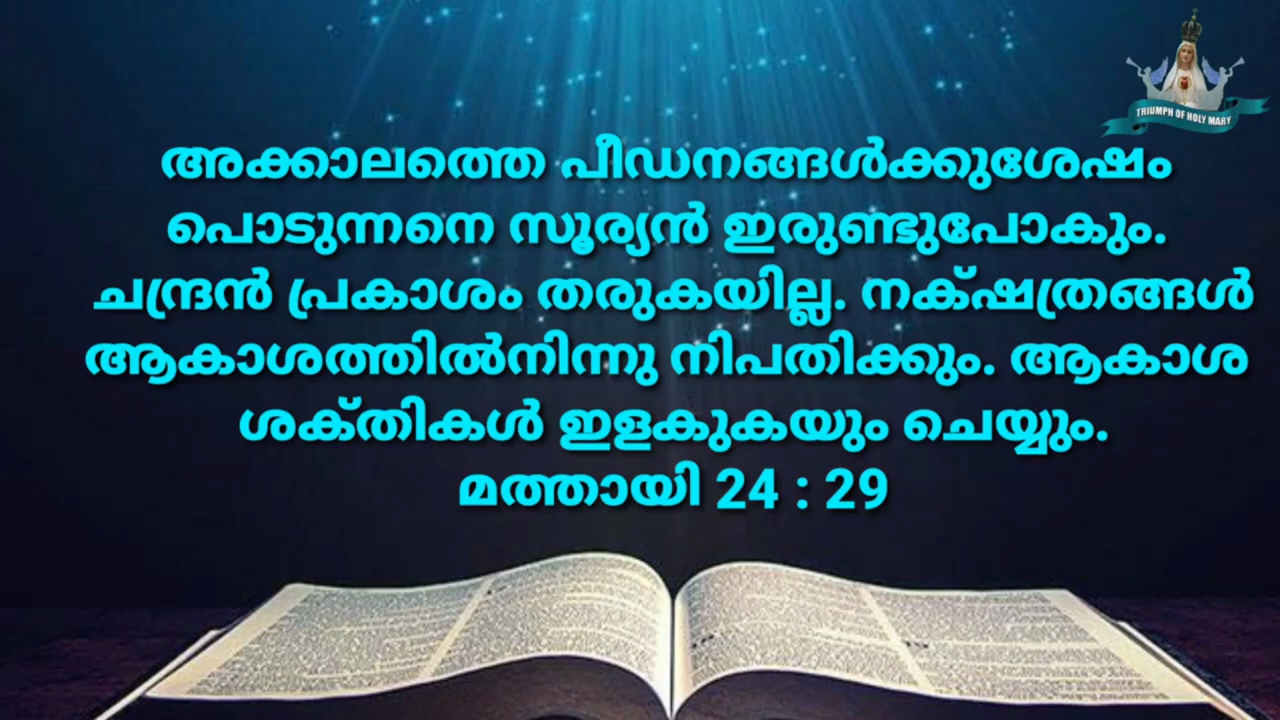 TRIUMPH OF HOLY MARY
അക്കാലത്തെ പീഡനങ്ങൾക്കുശേഷം
പൊടുന്നനെ സൂര്യൻ ഇരുണ്ടുപോകും.
ചന്ദ്രൻ പ്രകാശം തരുകയില്ല. നക്ഷത്രങ്ങൾ
ആകാശത്തിൽനിന്നു നിപതിക്കും. ആകാശ
ശക്തികൾ ഇളകുകയും ചെയ്യും.
മത്തായി 24 : 29